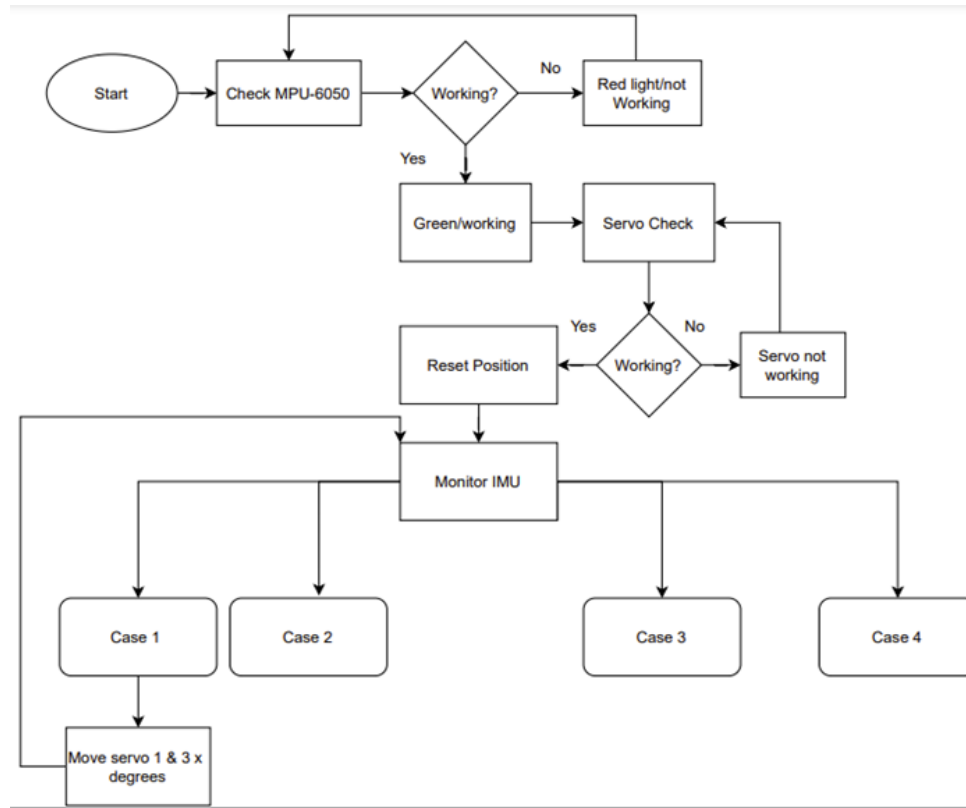 Start
Check MPU-6050
Working?
No
Red light/not
Working
Yes
Green/working
Servo Check
Yes
No
Reset Position
Working?
Servo not
working
Monitor IMU
Case 1
Case 2
Case 3
Case 4
Move servo 1 & 3 x
degrees